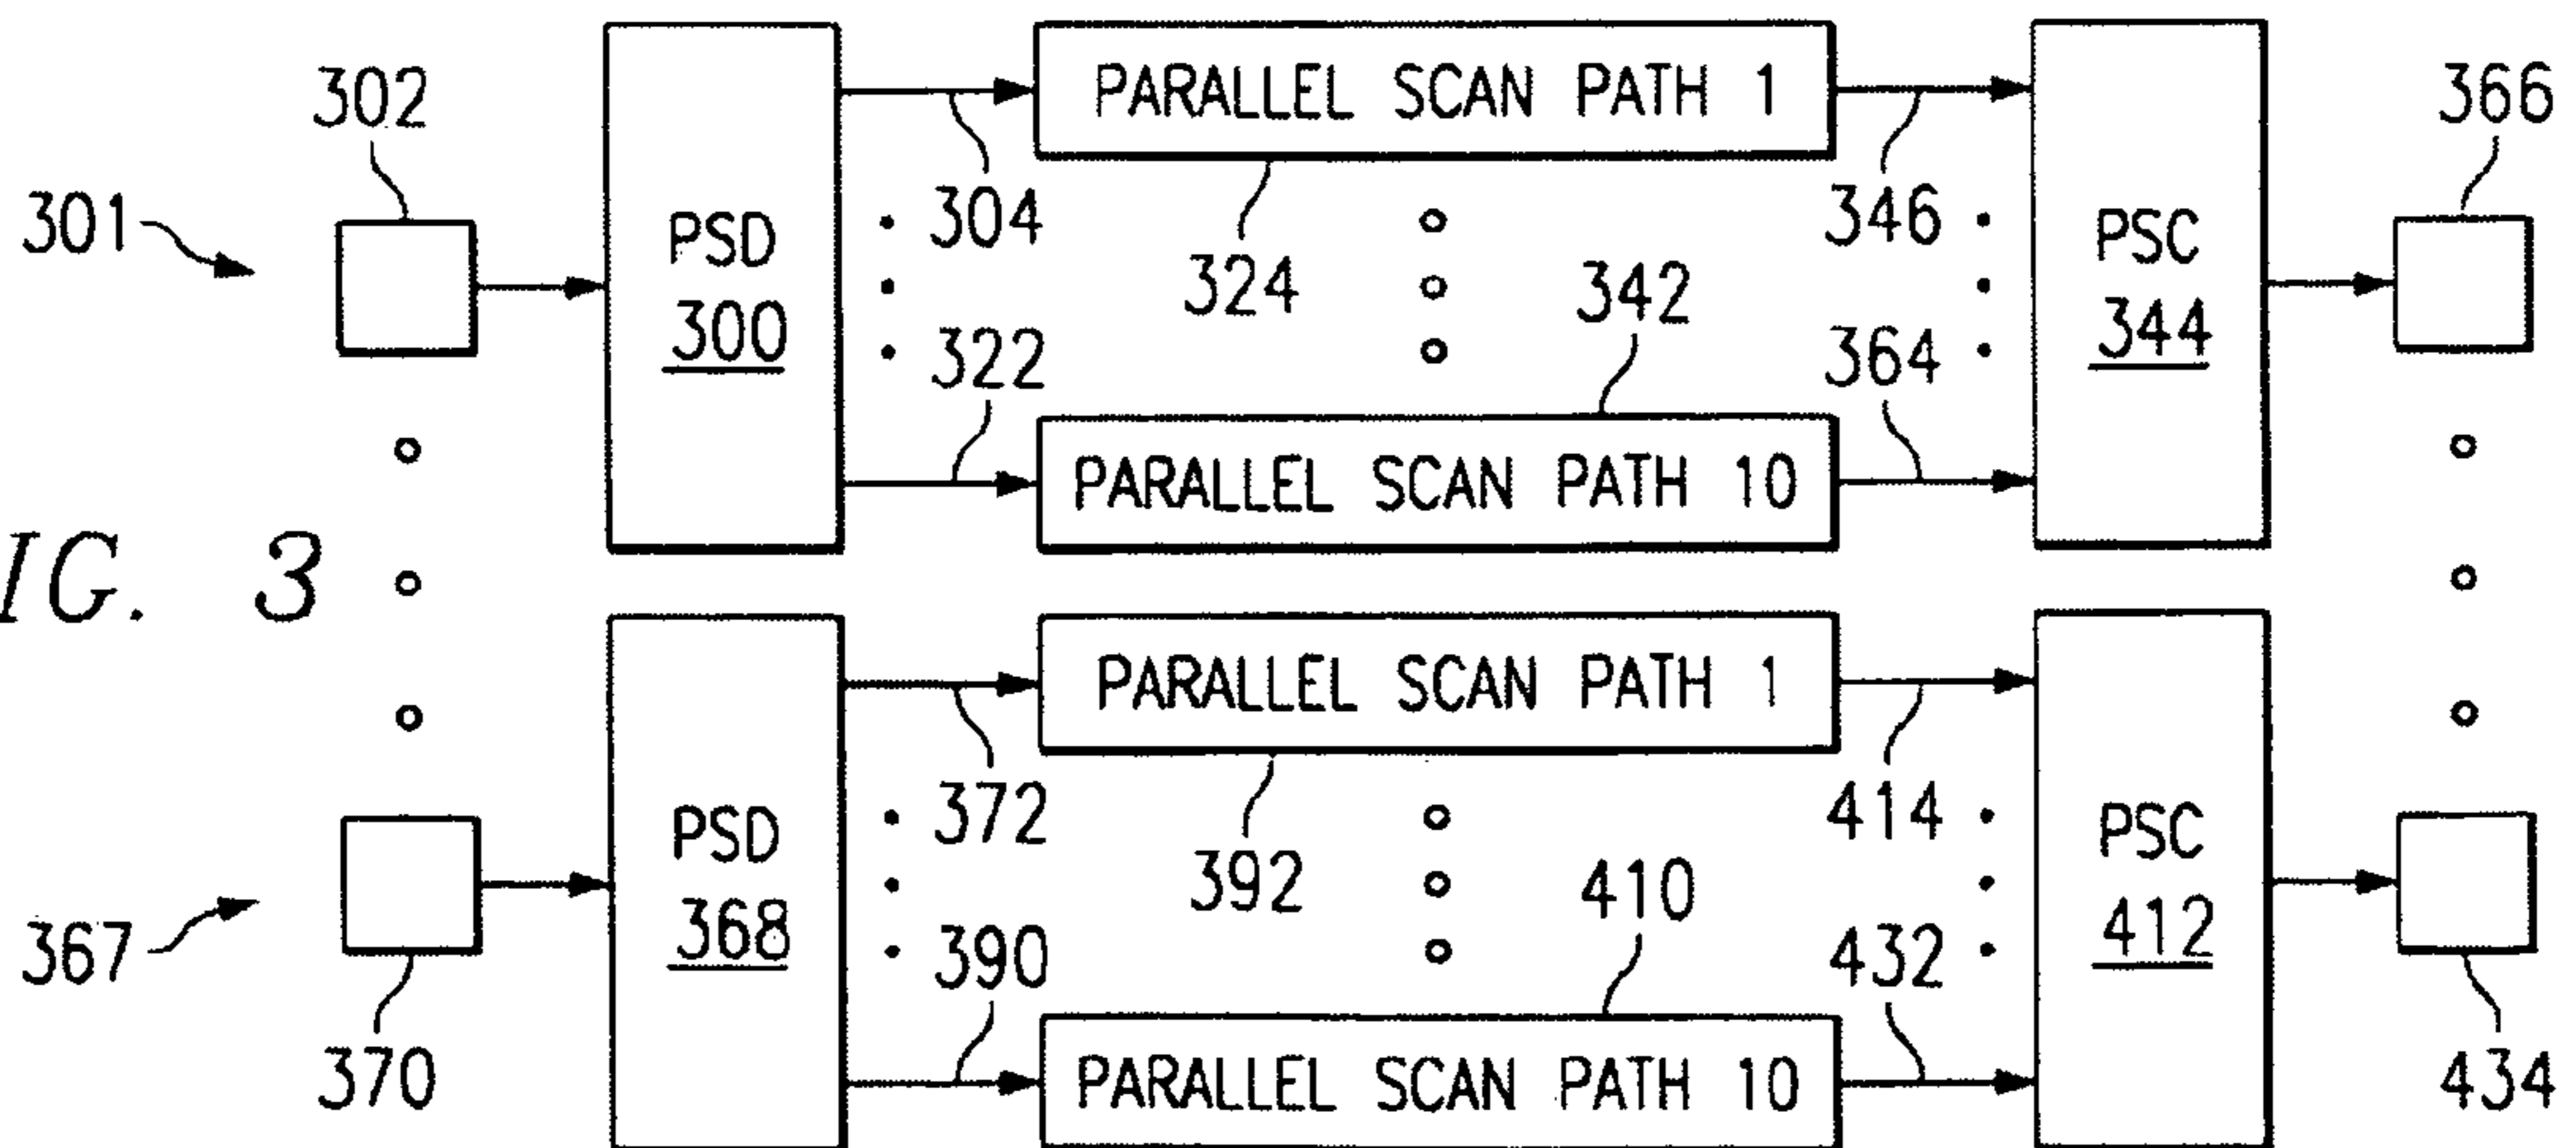 302
366
PARALLEL SCAN PATH 1
301
304
346
PSD
300
324
PSC
344
342
322
364
PARALLEL SCAN PATH 10
IG. 3
PARALLEL SCAN PATH 1
372
414
PSD
368
392
PSC
412
410
367
390
432
370
PARALLEL SCAN PATH 10
434